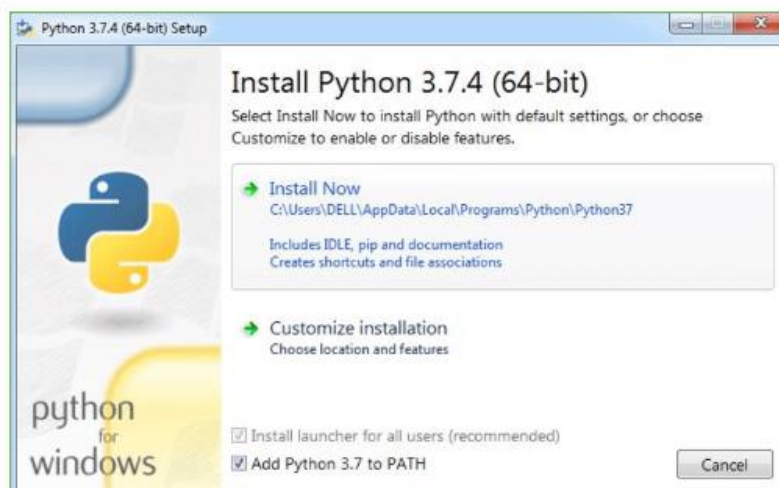 Python 3.7.4 (64-bit) Setup
Install Python 3.7.4 (64-bit)
Select Install Now to install Python with default settings, or choose
Customize to enable or disable features.
Install Now
C:\Users\DELL\AppData\Local\Programs\Python\Python37
Includes IDLE, pip and documentation
Creates shortcuts and file associations
Customize installation
Choose location and features
python
for
windows
Install launcher for all users (recommended)
Add Python 3.7 to PATH
Cancel